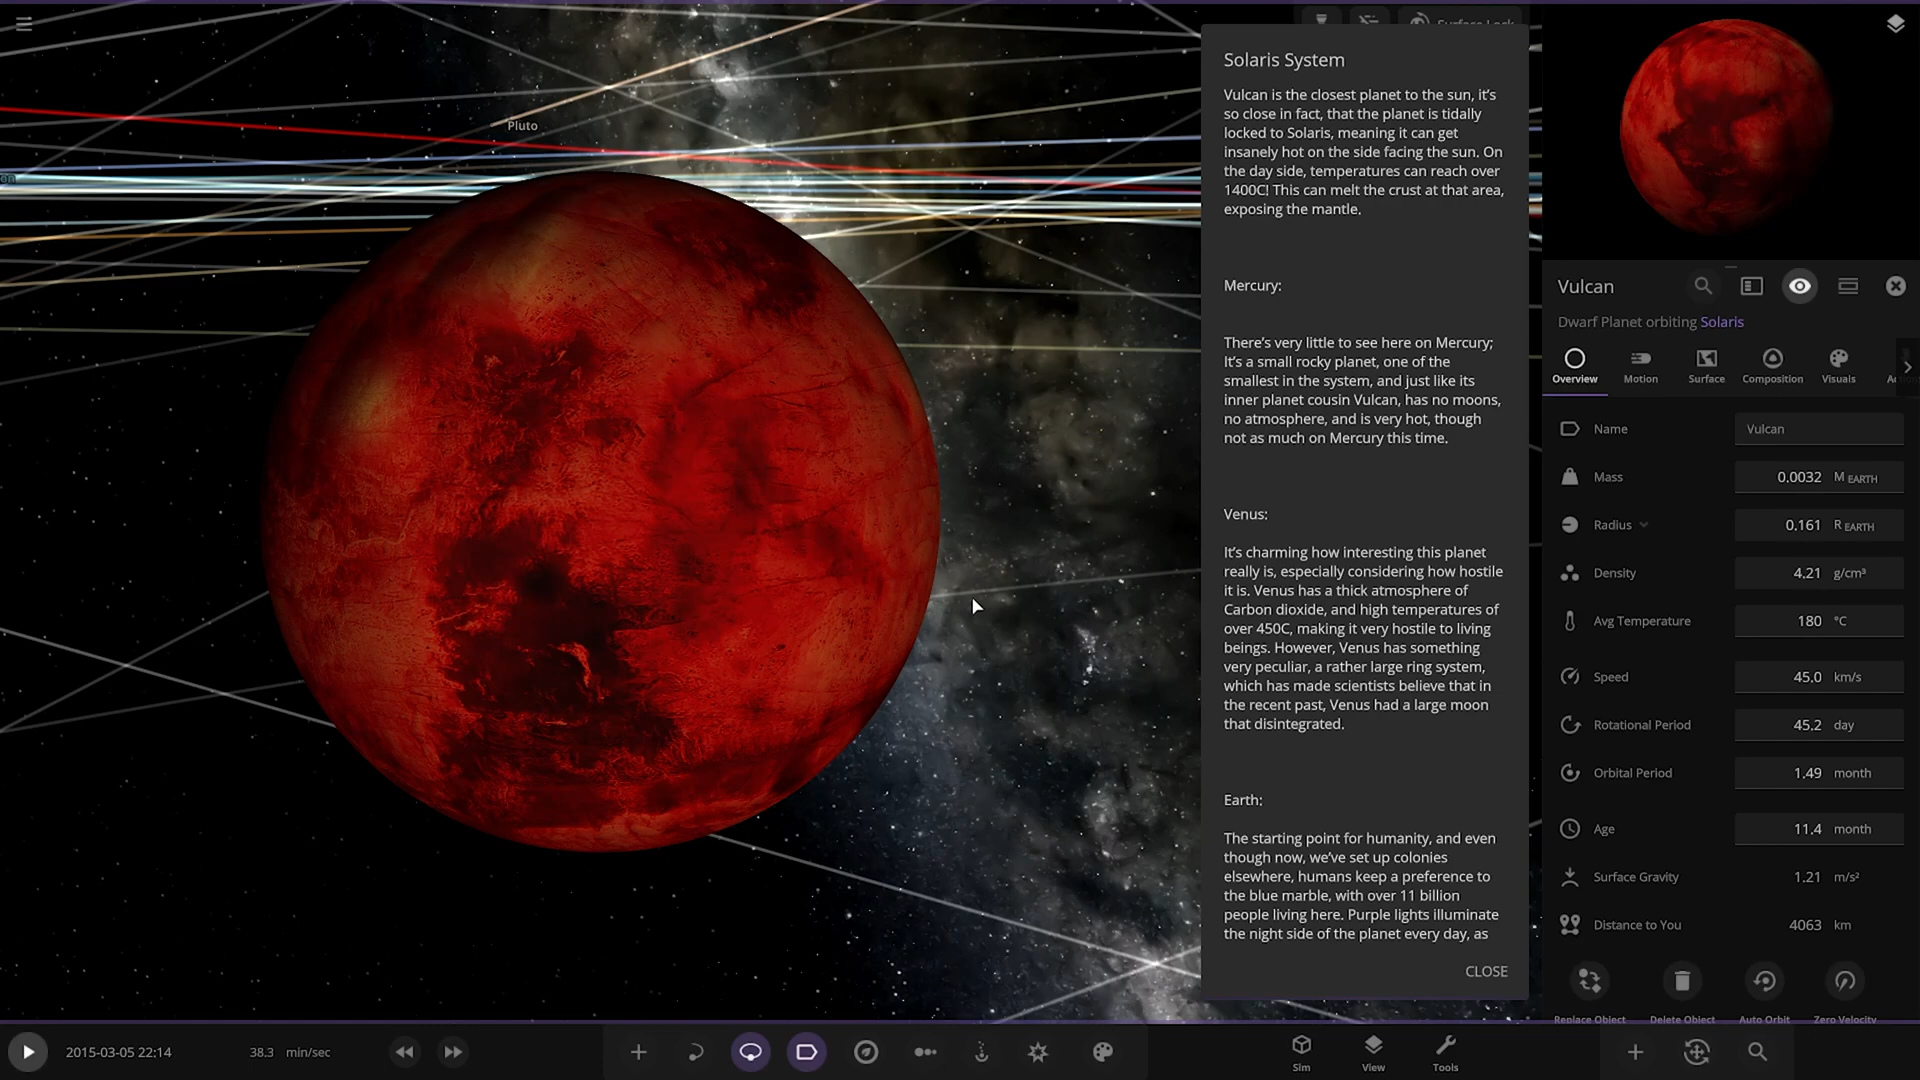 Surface Lock
Pluto
Solaris System
Vulcan is the closest planet to the sun, it's
so close in fact, that the planet is tidally
locked to Solaris, meaning it can get
insanely hot on the side facing the sun. On
the day side, temperatures can reach over
1400C! This can melt the crust at that area,
exposing the mantle.
Mercury:
There's very little to see here on Mercury;
It's a small rocky planet, one of the
smallest in the system, and just like its
inner planet cousin Vulcan, has no moons,
no atmosphere, and is very hot, though
not as much on Mercury this time.
Venus:
It's charming how interesting this planet
really is, especially considering how hostile
it is. Venus has a thick atmosphere of
Carbon dioxide, and high temperatures of
over 450C, making it very hostile to living
beings. However, Venus has something
very peculiar, a rather large ring system,
which has made scientists believe that in
the recent past, Venus had a large moon
that disintegrated.
Earth:
The starting point for humanity, and even
though now, we've set up colonies
elsewhere, humans keep a preference to
the blue marble, with over 11 billion
people living here. Purple lights illuminate
the night side of the planet every day, as
CLOSE
Vulcan
Dwarf Planet orbiting Solaris
Overview Motion Surface Composition Visuals
Name Vulcan
Mass 0.0032 M EARTH
Radius 0.161 R EARTH
Density 4.21 g/cm³
Avg Temperature 180 °C
Speed 45.0 km/s
Rotational Period 45.2 day
Orbital Period 1.49 month
Age 11.4 month
Surface Gravity 1.21 m/s²
Distance to You 4063 km
Replace Object Delete Object Auto Orbit Zero Velocity
2015-03-05 22:14 38.3 min/sec
Sim View Tools